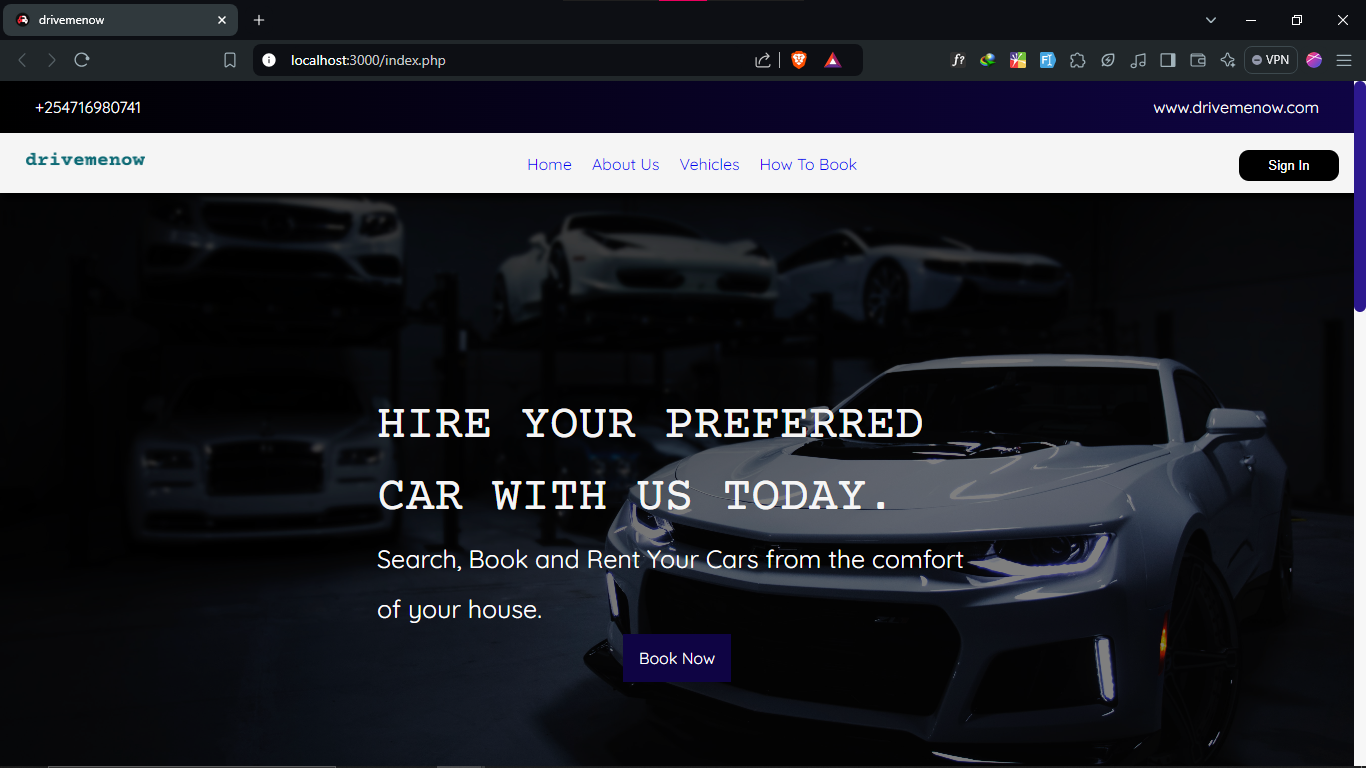 drivemenow
localhost:3000/index.php
VPN
+254716980741
www.drivemenow.com
drivemenow
Home
About Us
Vehicles
How To Book
Sign In
HIRE YOUR PREFERRED
CAR WITH US TODAY.
Search, Book and Rent Your Cars from the comfort
of your house.
Book Now